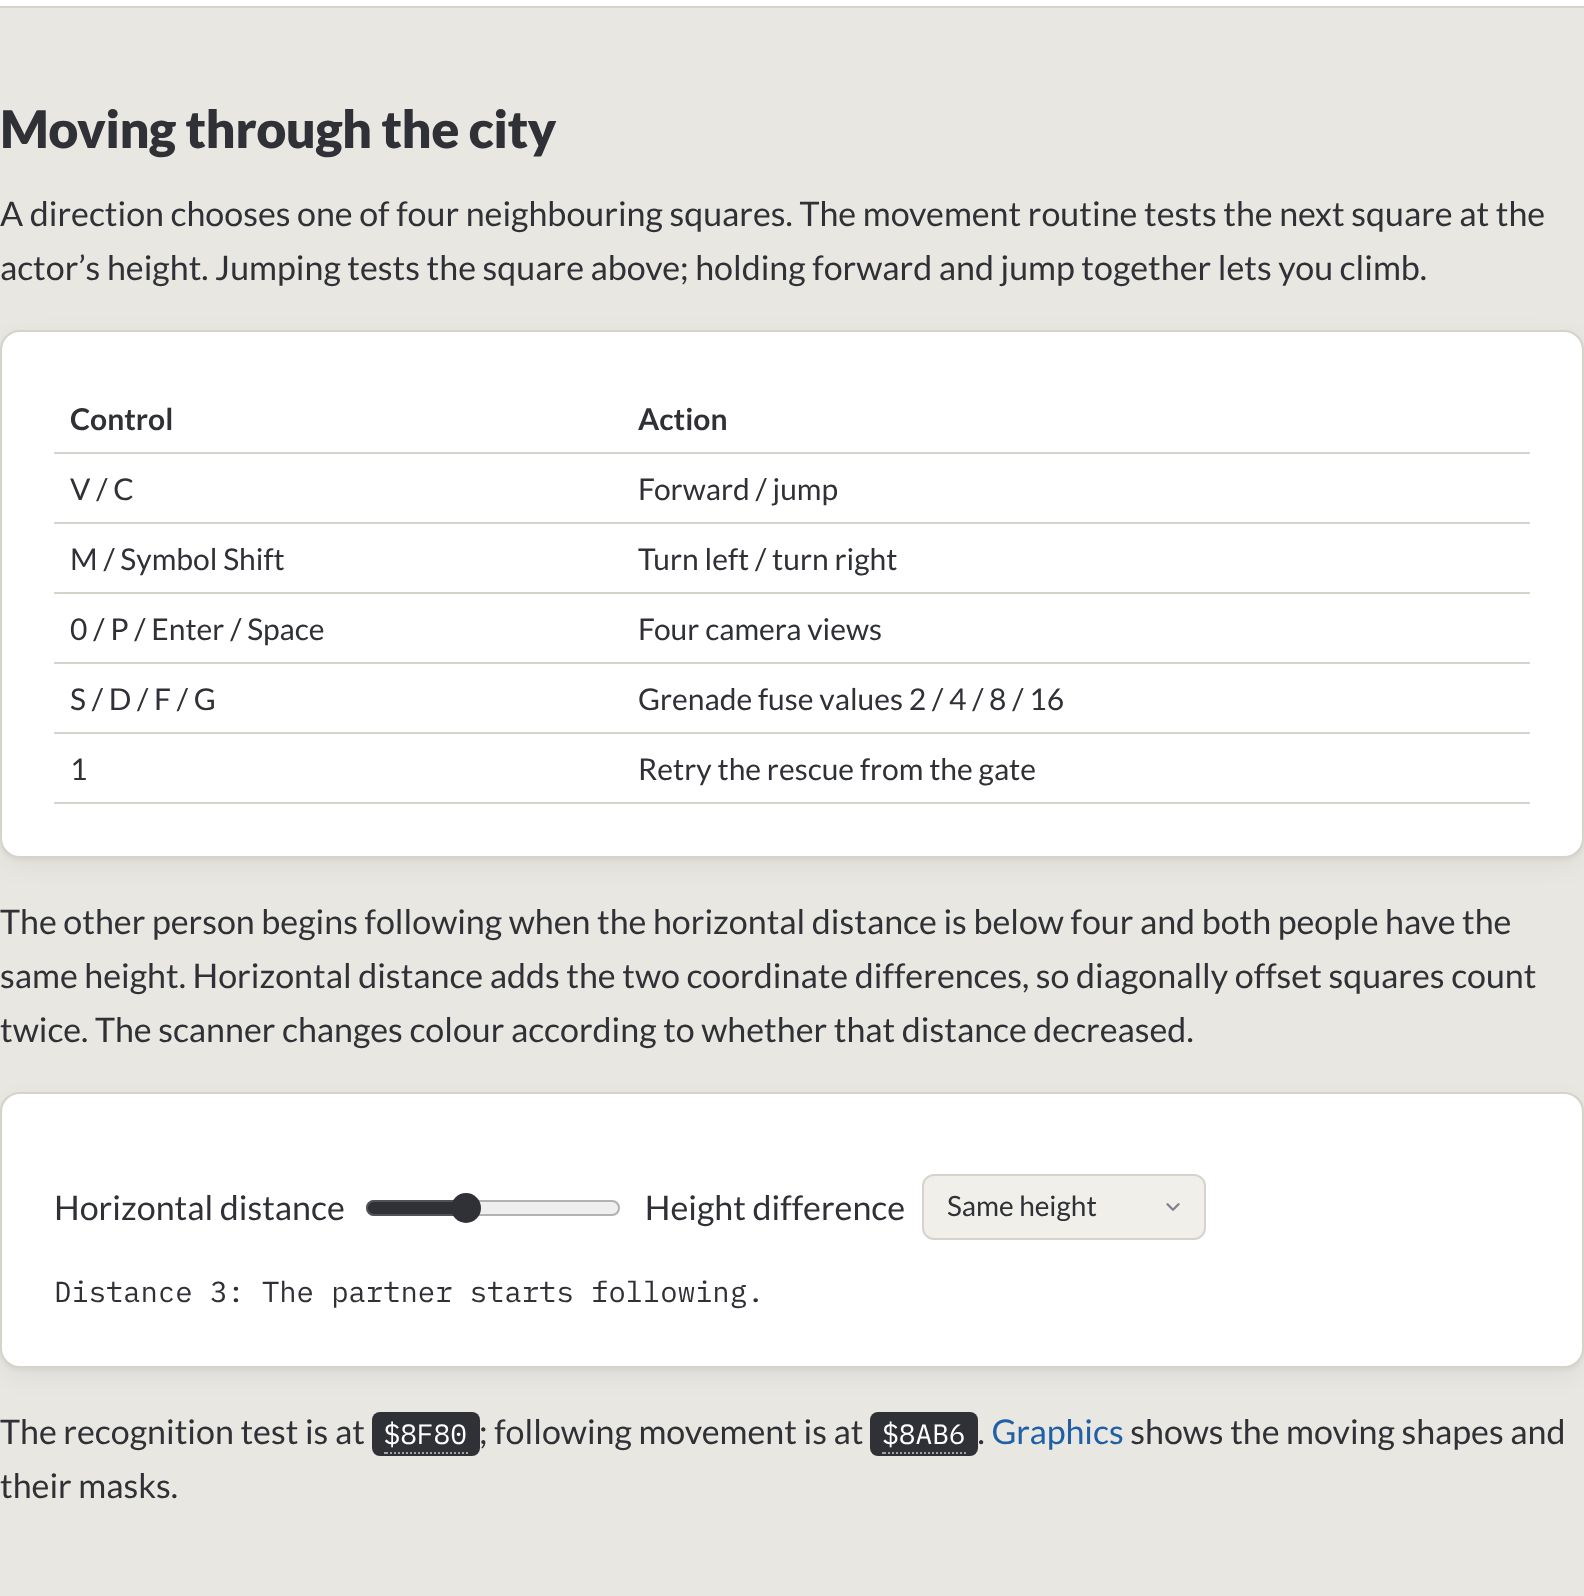 Moving through the city
A direction chooses one of four neighbouring squares. The movement routine tests the next square at the
actor’s height. Jumping tests the square above; holding forward and jump together lets you climb.
Control Action
V / C Forward / jump
M / Symbol Shift Turn left / turn right
0 / P / Enter / Space Four camera views
S / D / F / G Grenade fuse values 2 / 4 / 8 / 16
1 Retry the rescue from the gate
The other person begins following when the horizontal distance is below four and both people have the
same height. Horizontal distance adds the two coordinate differences, so diagonally offset squares count
twice. The scanner changes colour according to whether that distance decreased.
Horizontal distance Height difference Same height
Distance 3: The partner starts following.
The recognition test is at $8F80; following movement is at $8AB6. Graphics shows the moving shapes and
their masks.